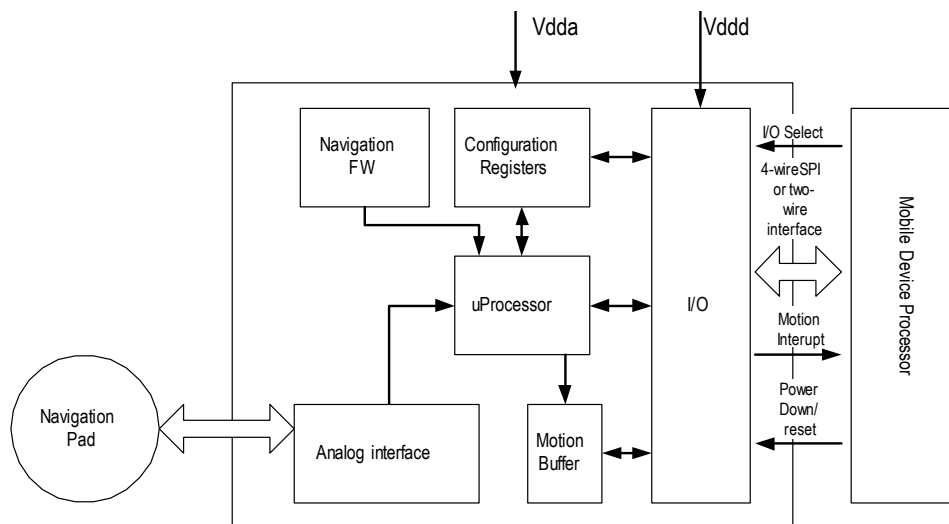 Vdda
Vddd
Navigation
FW
Configuration
Registers
I/O Select
4-wireSPI
or two-
wire
interface
uProcessor
I/O
Mobile Device Processor
Motion
Interupt
Power
Down/
reset
Navigation
Pad
Analog interface
Motion
Buffer